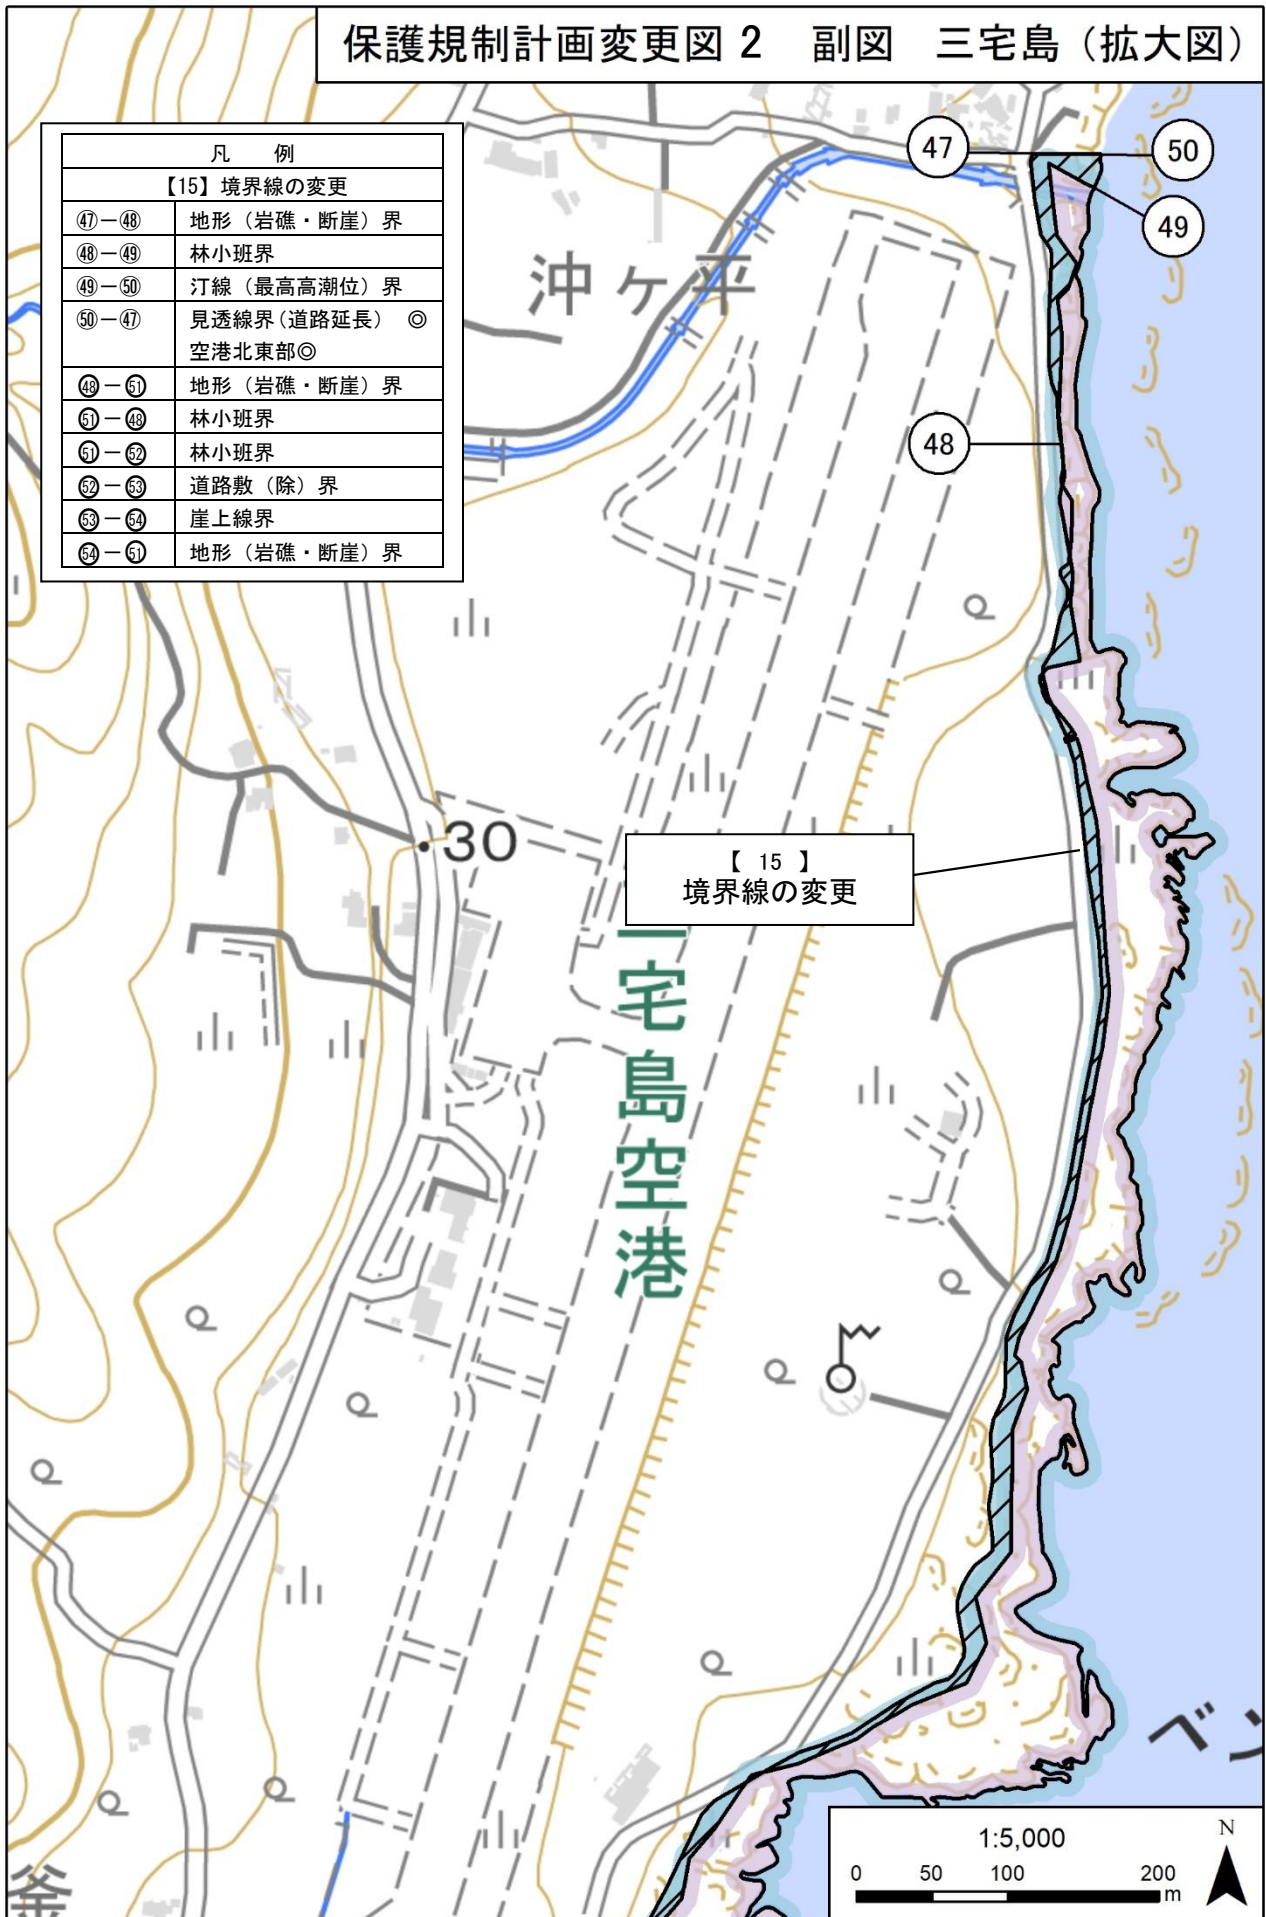 保護規制計画変更図 2　副図　三宅島（拡大図）
凡　例
【15】境界線の変更
㊼－㊽　地形（岩礁・断崖）界
㊽－㊾　林小班界
㊾－㊿　汀線（最高高潮位）界
㊿－㊼　見透線界（道路延長）　◎
空港北東部◎
㊽－51　地形（岩礁・断崖）界
51－㊽　林小班界
51－52　林小班界
52－53　道路敷（除）界
53－54　崖上線界
54－51　地形（岩礁・断崖）界
47
50
49
沖ヶ平
48
30
【 15 】
境界線の変更
宅島空港
ベン
釜
1:5,000
N
0　50　100　200
m